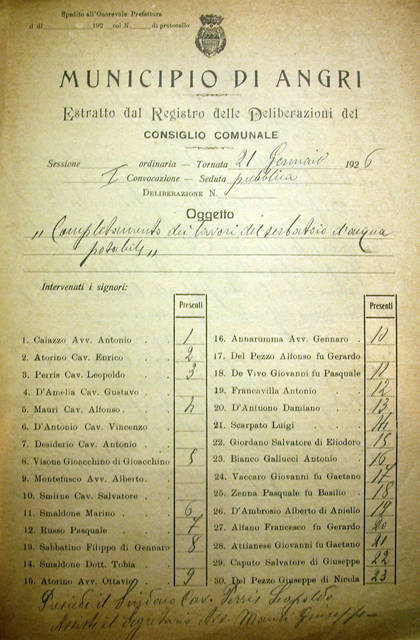 Spedito all'Onorevole Prefettura
il dì 192 col N. di protocollo
MUNICIPIO DI ANGRI
Estratto dal Registro delle Deliberazioni del
CONSIGLIO COMUNALE
Sessione ordinaria — Tornata 21 Gennaio 1926
I Convocazione — Seduta pubblica
DELIBERAZIONE N.
Oggetto
„ Completamento dei lavori del serbatoio d'acqua
potabile „
Intervenuti i signori:
Presenti
1. Caiazzo Avv. Antonio 1
2. Atorino Cav. Enrico 2
3. Perris Cav. Leopoldo 3
4. D'Amelia Cav. Gustavo
5. Mauri Cav. Alfonso 4
6. D'Antonio Cav. Vincenzo
7. Desiderio Cav. Antonio
8. Visone Gioacchino di Gioacchino 5
9. Montefusco Avv. Alberto
10. Smirne Cav. Salvatore
11. Smaldone Marino 6
12. Russo Pasquale 7
13. Sabbatino Filippo di Gennaro 8
14. Smaldone Dott. Tobia
15. Atorino Avv. Ottavio 9
Presenti
16. Annarumma Avv. Gennaro 10
17. Del Pezzo Alfonso fu Gerardo
18. De Vivo Giovanni fu Pasquale 11
19. Francavilla Antonio 12
20. D'Antuono Damiano 13
21. Scarpato Luigi 14
22. Giordano Salvatore di Eliodoro 15
23. Bianco Gallucci Antonio 16
24. Vaccaro Giovanni fu Gaetano 17
25. Zenna Pasquale fu Basilio 18
26. D'Ambrosio Alberto di Aniello 19
27. Alfano Francesco fu Gerardo 20
28. Attianese Giovanni fu Gaetano 21
29. Caputo Salvatore di Giuseppe 22
30. Del Pezzo Giuseppe di Nicola 23
Presiede il Sindaco Cav. Perris Leopoldo
Assiste il Segretario Avv. Mauri Giuseppe